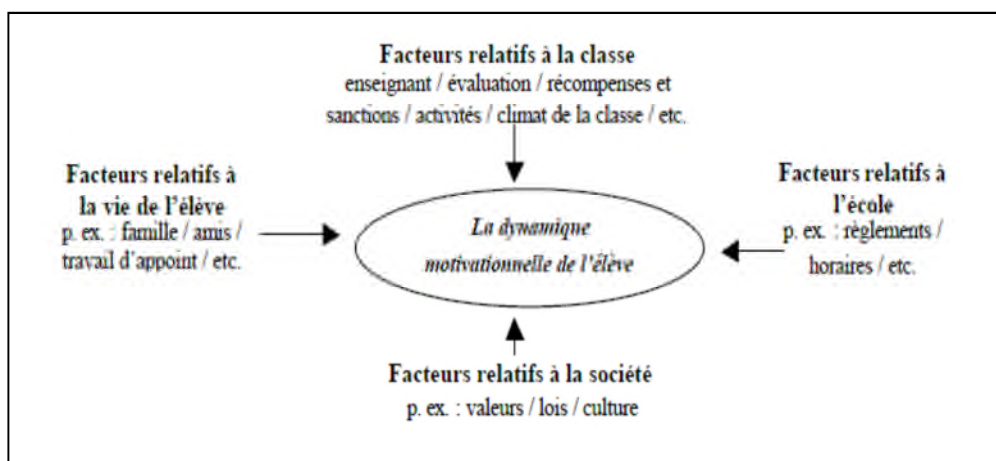 Facteurs relatifs à la classe
enseignant / évaluation / récompenses et
sanctions / activités / climat de la classe / etc.
Facteurs relatifs à
la vie de l'élève
p. ex. : famille / amis /
travail d'appoint / etc.
La dynamique
motivationnelle de l'élève
Facteurs relatifs à
l'école
p. ex. : règlements /
horaires / etc.
Facteurs relatifs à la société
p. ex. : valeurs / lois / culture